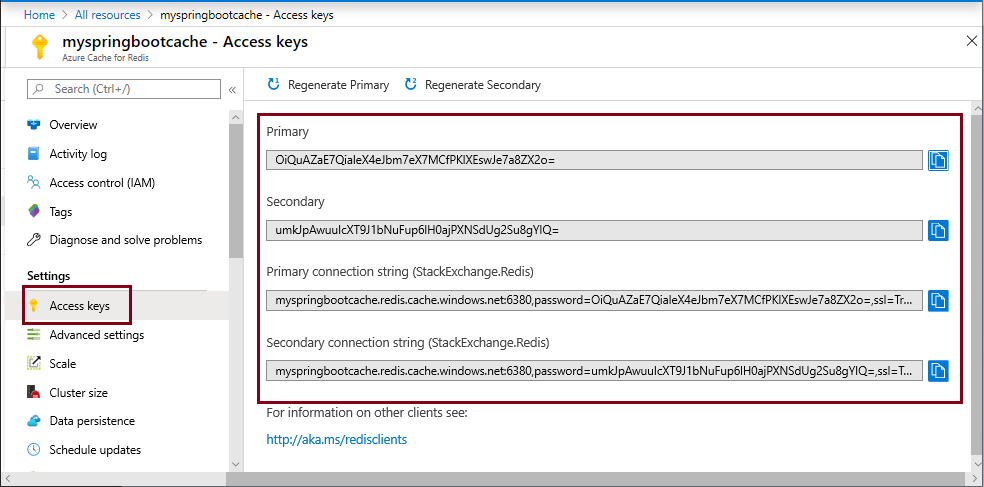 Home > All resources > myspringbootcache - Access keys
myspringbootcache - Access keys
Azure Cache for Redis
Search (Ctrl+/)
Overview
Activity log
Access control (IAM)
Tags
Diagnose and solve problems
Settings
Access keys
Advanced settings
Scale
Cluster size
Data persistence
Schedule updates
Regenerate Primary
Regenerate Secondary
Primary
OiQuAZaE7QialeX4eJbm7eX7MCfPKlXEswJe7a8ZX2o=
Secondary
umkJpAwuulcXT9J1bNuFup6lH0ajPXNSdUg2Su8gYlQ=
Primary connection string (StackExchange.Redis)
myspringbootcache.redis.cache.windows.net:6380,password=OiQuAZaE7QialeX4eJbm7eX7MCfPKlXEswJe7a8ZX2o=,ssl=Tr...
Secondary connection string (StackExchange.Redis)
myspringbootcache.redis.cache.windows.net:6380,password=umkJpAwuulcXT9J1bNuFup6lH0ajPXNSdUg2Su8gYlQ=,ssl=T...
For information on other clients see:
http://aka.ms/redisclients